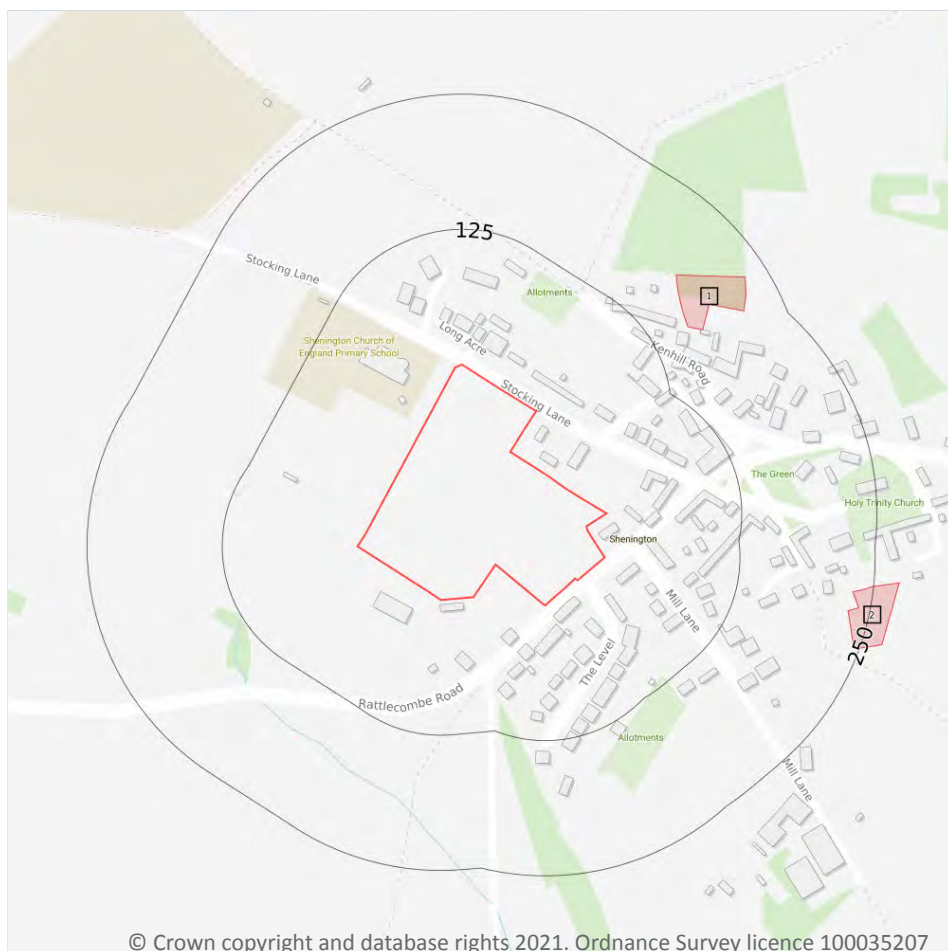 125
Stocking Lane
Allotments
1
Shenington Church of
England Primary School
Long Acre
Kenhill Road
Stocking Lane
The Green
Holy Trinity Church
Shenington
Mill Lane
2
250
The Level
Rattlecombe Road
Allotments
Mill Lane
© Crown copyright and database rights 2021. Ordnance Survey licence 100035207